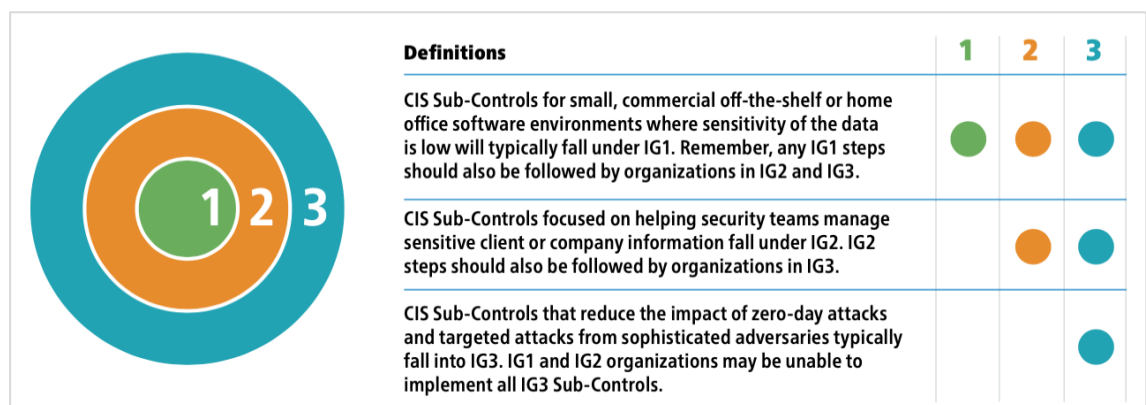 Definitions 1 2 3
CIS Sub-Controls for small, commercial off-the-shelf or home
office software environments where sensitivity of the data
is low will typically fall under IG1. Remember, any IG1 steps
should also be followed by organizations in IG2 and IG3.
1 2 3
CIS Sub-Controls focused on helping security teams manage
sensitive client or company information fall under IG2. IG2
steps should also be followed by organizations in IG3.
CIS Sub-Controls that reduce the impact of zero-day attacks
and targeted attacks from sophisticated adversaries typically
fall into IG3. IG1 and IG2 organizations may be unable to
implement all IG3 Sub-Controls.